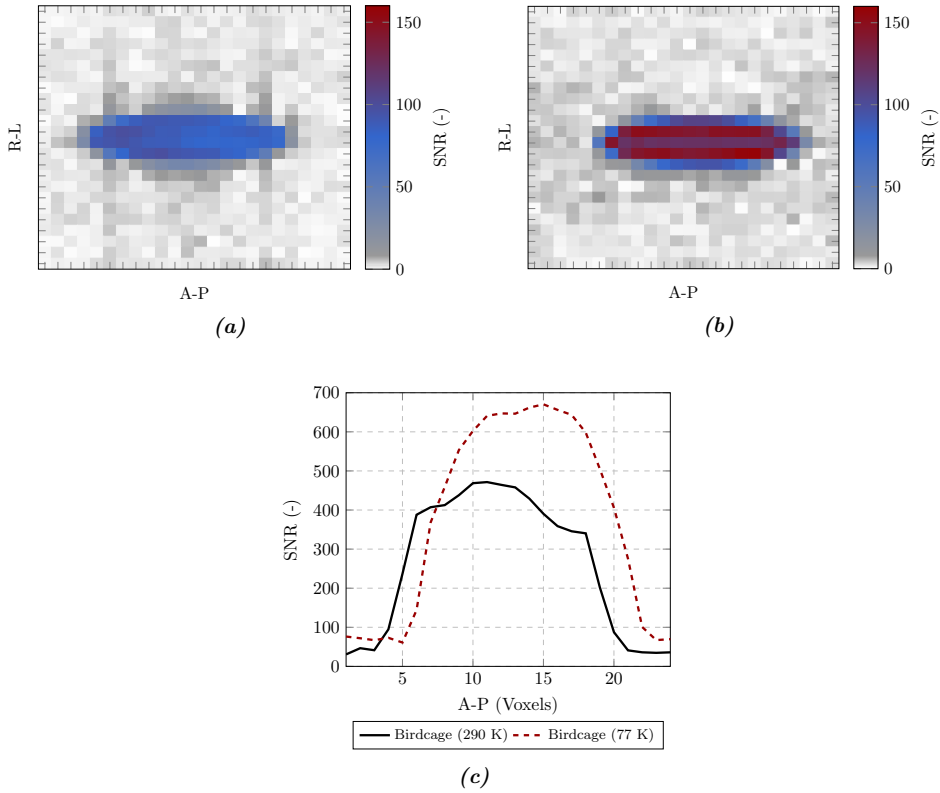 150
100
50
0
SNR (-)
R-L
A-P
(a)
150
100
50
0
SNR (-)
R-L
A-P
(b)
700
600
500
400
300
200
100
0
SNR (-)
5 10 15 20
A-P (Voxels)
Birdcage (290 K) Birdcage (77 K)
(c)